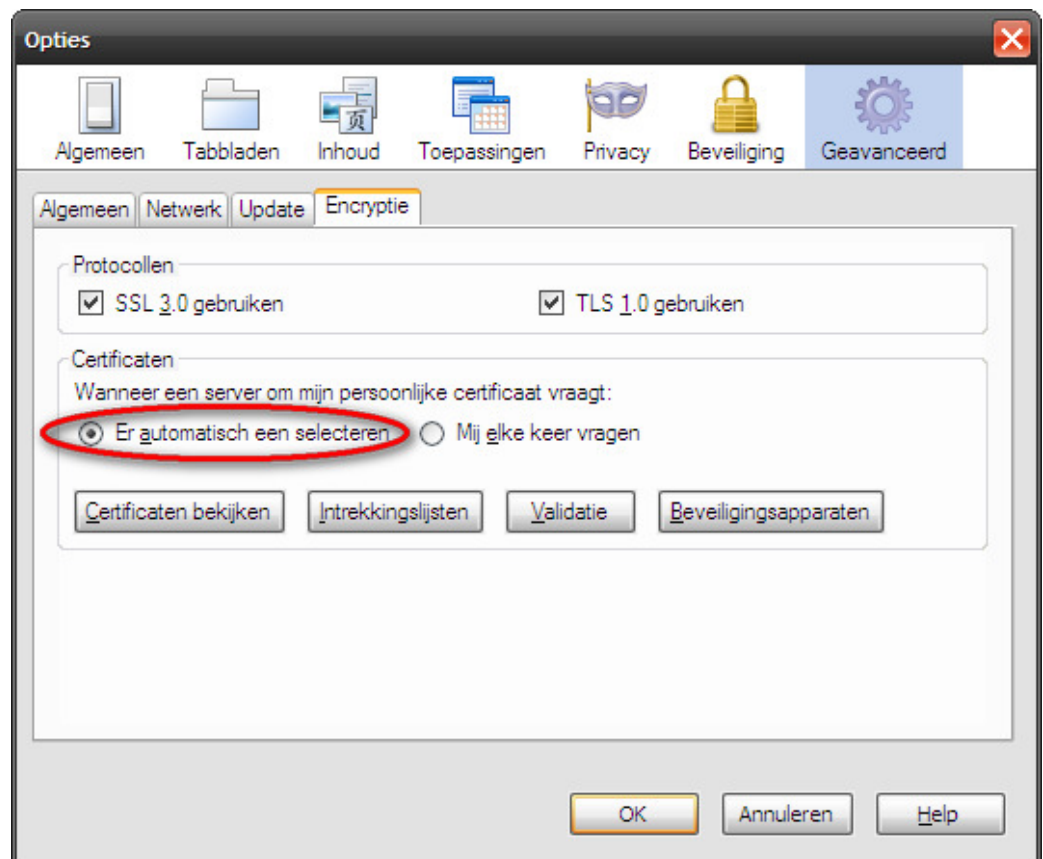 Opties
Algemeen Tabbladen Inhoud Toepassingen Privacy Beveiliging Geavanceerd
Algemeen Netwerk Update Encryptie
Protocollen
SSL 3.0 gebruiken TLS 1.0 gebruiken
Certificaten
Wanneer een server om mijn persoonlijke certificaat vraagt:
Er automatisch een selecteren Mij elke keer vragen
Certificaten bekijken Intrekkingslijsten Validatie Beveiligingsapparaten
OK Annuleren Help